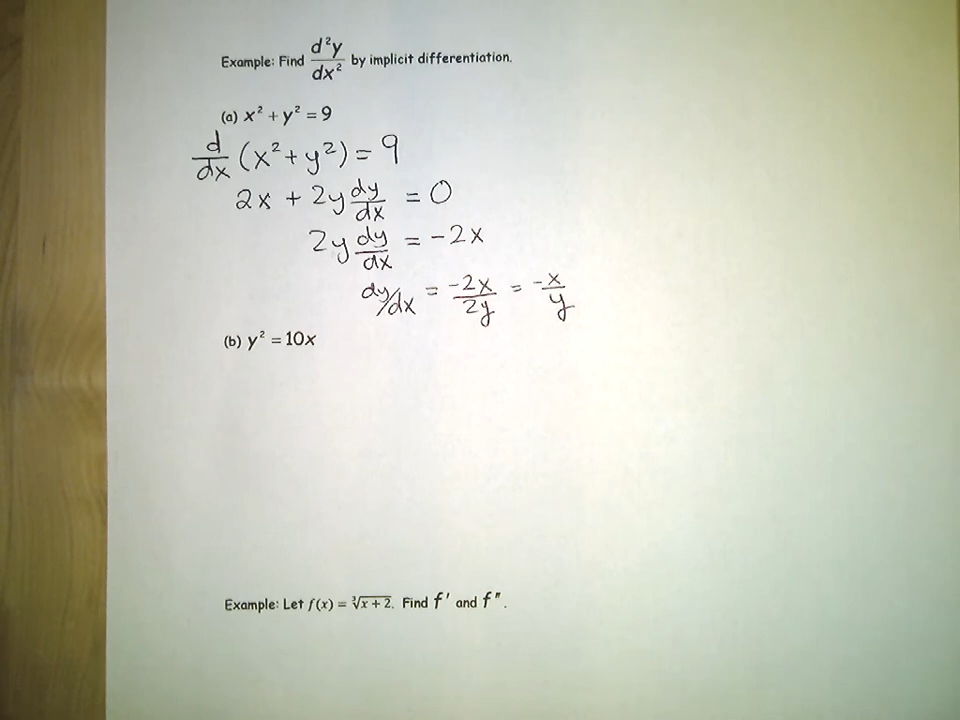 Example: Find d²y/dx² by implicit differentiation.
(a) x² + y² = 9
d/dx (x² + y²) = 9
2x + 2y dy/dx = 0
2y dy/dx = -2x
dy/dx = -2x/2y = -x/y
(b) y² = 10x
Example: Let f(x) = ∛(x + 2). Find f' and f".